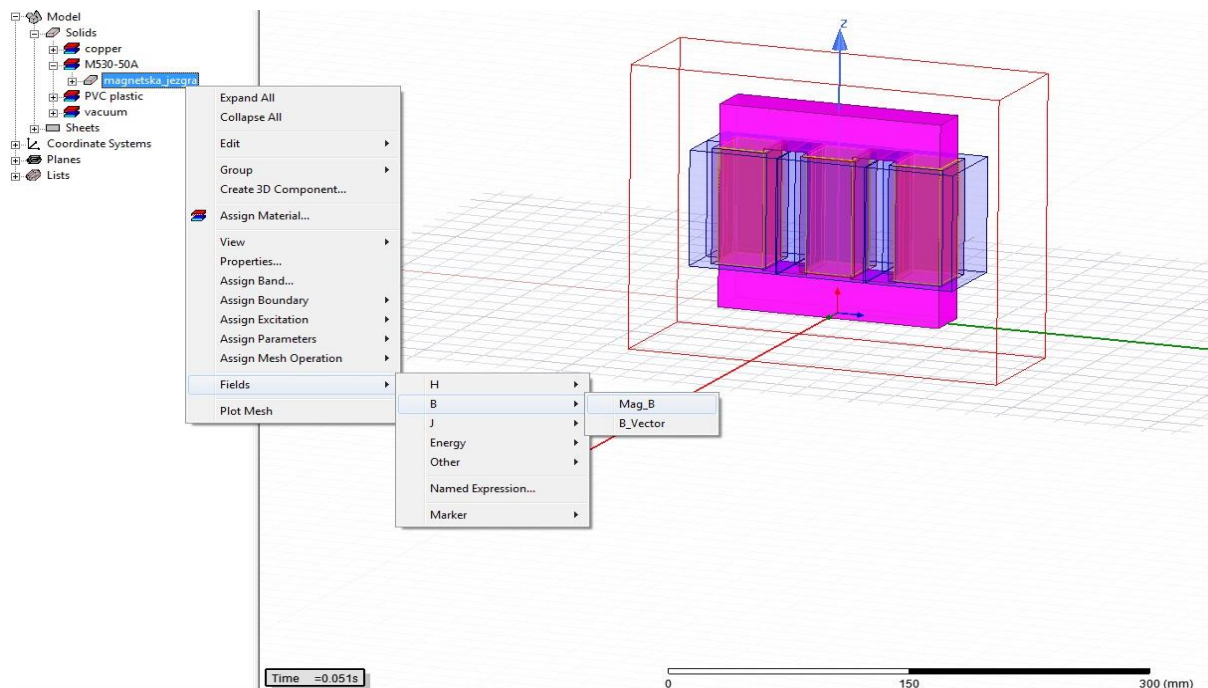 Model
Solids
copper
M530-50A
magnetska_jezgra
PVC plastic
vacuum
Sheets
Coordinate Systems
Planes
Lists
Expand All
Collapse All
Edit
Group
Create 3D Component...
Assign Material...
View
Properties...
Assign Band...
Assign Boundary
Assign Excitation
Assign Parameters
Assign Mesh Operation
Fields
Plot Mesh
H
B
J
Energy
Other
Named Expression...
Marker
Mag_B
B_Vector
Z
Time =0.051s
0 150 300 (mm)